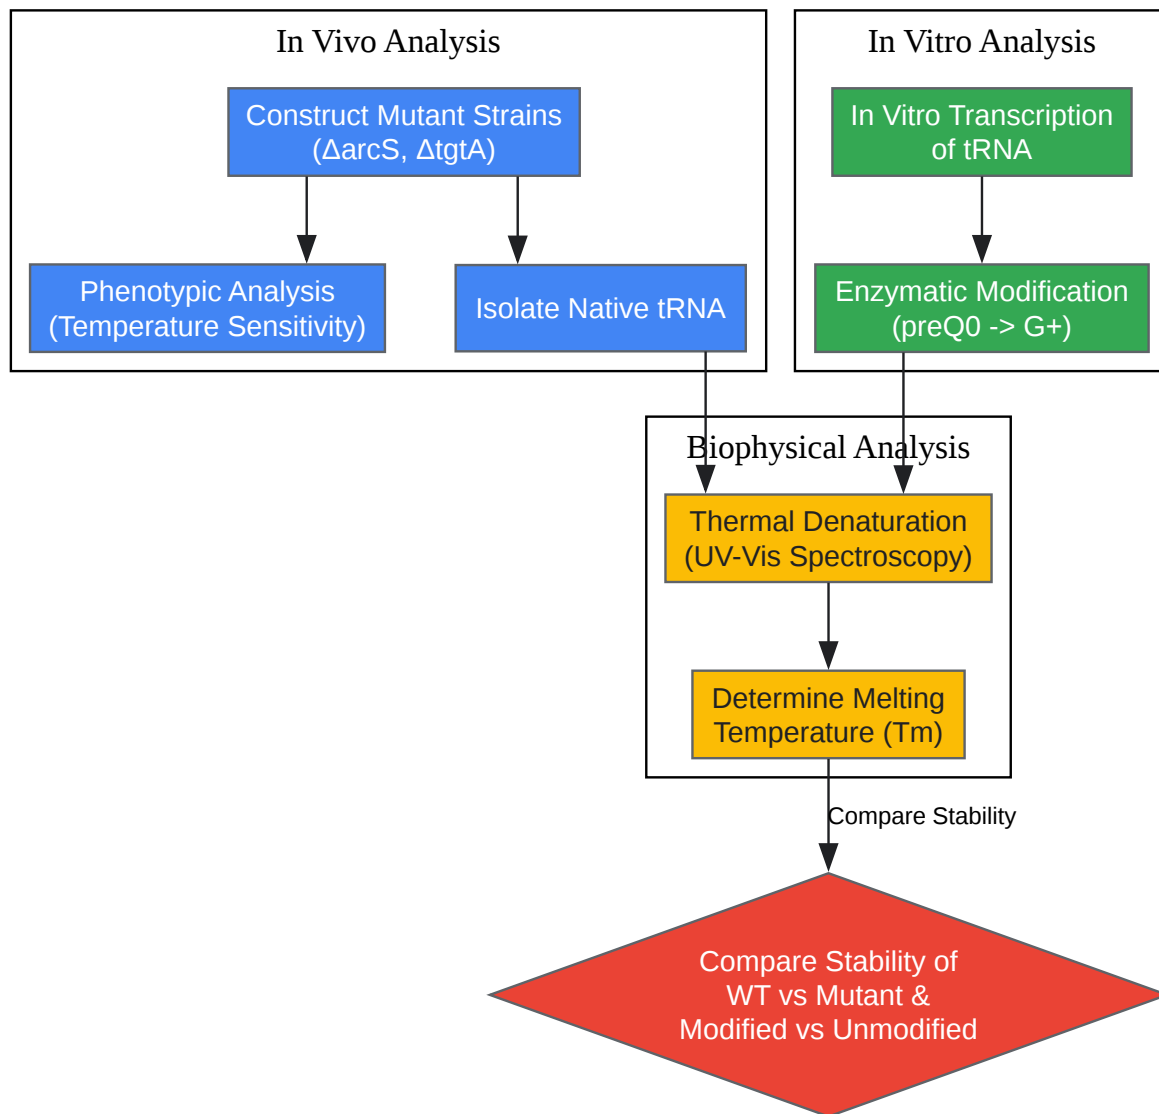 In Vivo Analysis
Construct Mutant Strains
(ΔarcS, ΔtgtA)
Phenotypic Analysis
(Temperature Sensitivity)
Isolate Native tRNA
In Vitro Analysis
In Vitro Transcription
of tRNA
Enzymatic Modification
(preQ0 -> G+)
Biophysical Analysis
Thermal Denaturation
(UV-Vis Spectroscopy)
Determine Melting
Temperature (Tm)
Compare Stability
Compare Stability of
WT vs Mutant &
Modified vs Unmodified